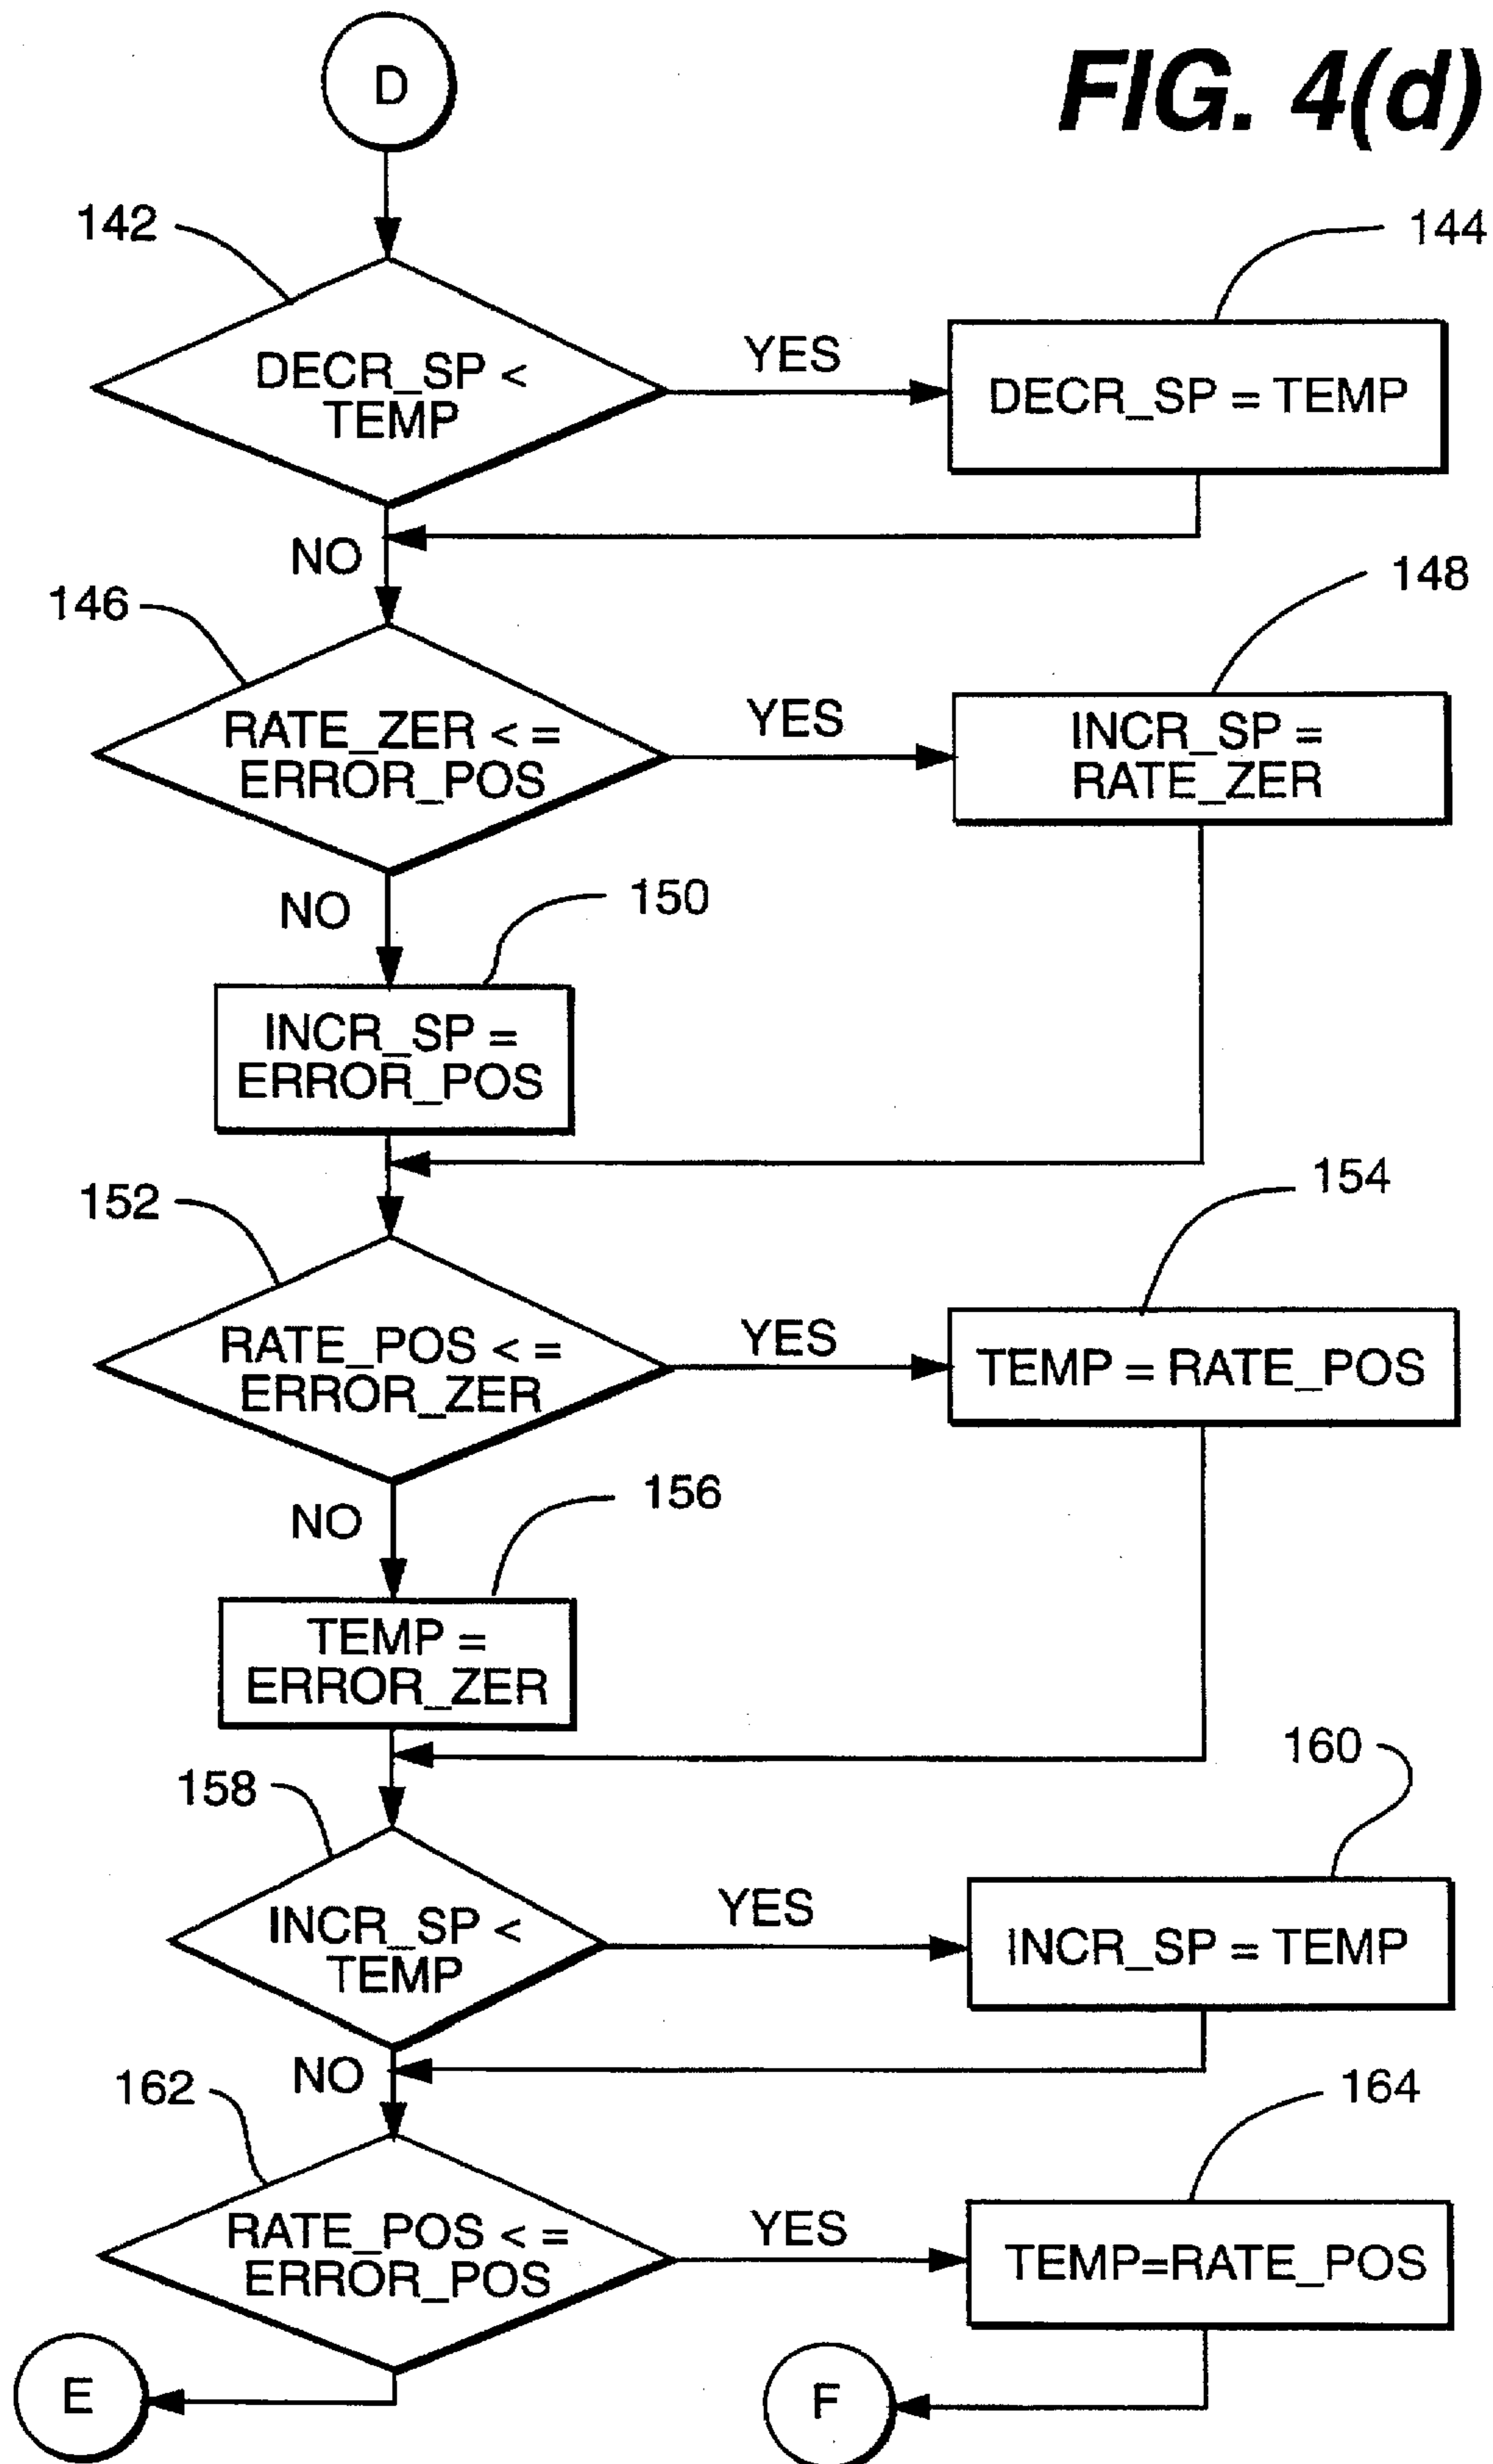 FIG. 4(d)
D
142
144
DECR_SP <
TEMP
YES
DECR_SP = TEMP
NO
146
148
RATE_ZER < =
ERROR_POS
YES
INCR_SP =
RATE_ZER
NO
150
INCR_SP =
ERROR_POS
152
154
RATE_POS < =
ERROR_ZER
YES
TEMP = RATE_POS
NO
156
TEMP =
ERROR_ZER
158
160
INCR_SP <
TEMP
YES
INCR_SP = TEMP
NO
162
164
RATE_POS < =
ERROR_POS
YES
TEMP=RATE_POS
E
F